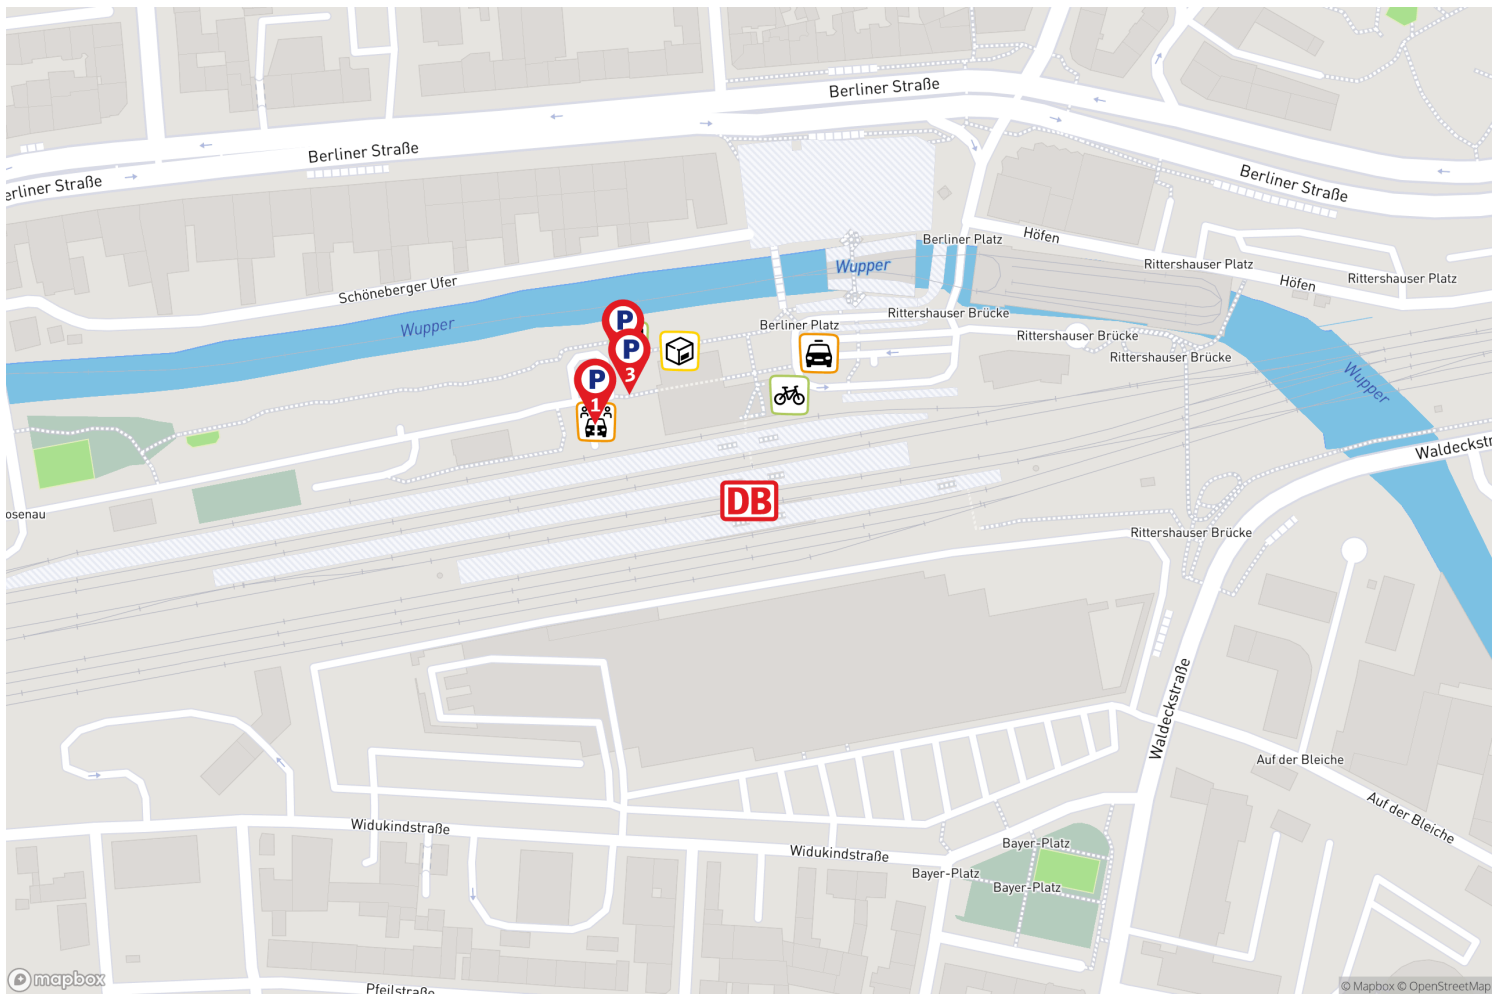 Berliner Straße
Berliner Straße
erliner Straße
Berliner Straße
Schöneberger Ufer
Wupper
Wupper
Berliner Platz
Höfen
Höfen
Rittershauser Platz
Rittershauser Platz
Berliner Platz
Rittershauser Brücke
Rittershauser Brücke
Rittershauser Brücke
P
P
3
P
1
Wupper
Waldeckstr
DB
osenau
Rittershauser Brücke
Waldeckstraße
Auf der Bleiche
Auf der Bleiche
Widukindstraße
Widukindstraße
Bayer-Platz
Bayer-Platz
Bayer-Platz
mapbox
Pfeilstraße
© Mapbox © OpenStreetMap